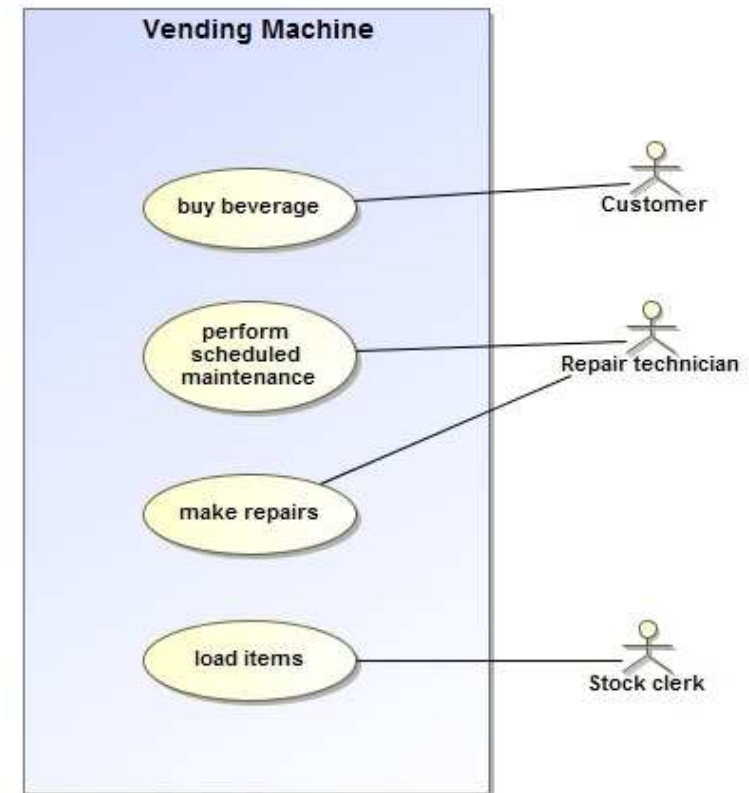 Vending Machine
buy beverage
Customer
perform
scheduled
maintenance
Repair technician
make repairs
load items
Stock clerk